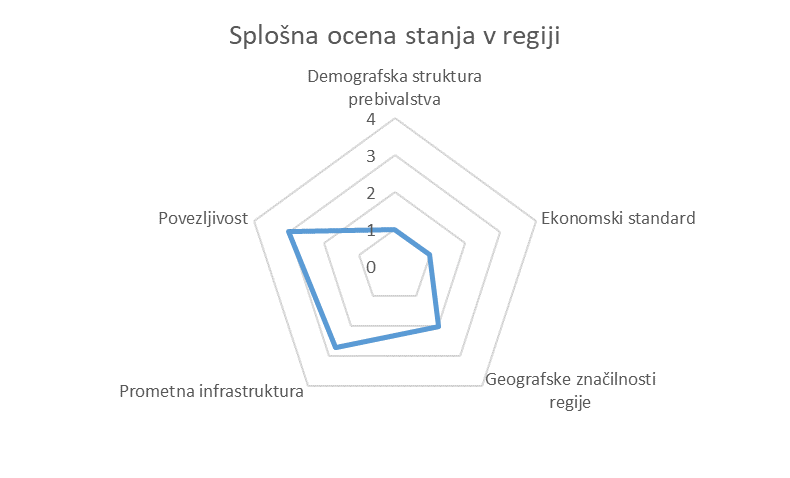 Splošna ocena stanja v regiji
Demografska struktura
prebivalstva
4
3
2
1
0
Povezljivost
Ekonomski standard
Prometna infrastruktura
Geografske značilnosti
regije